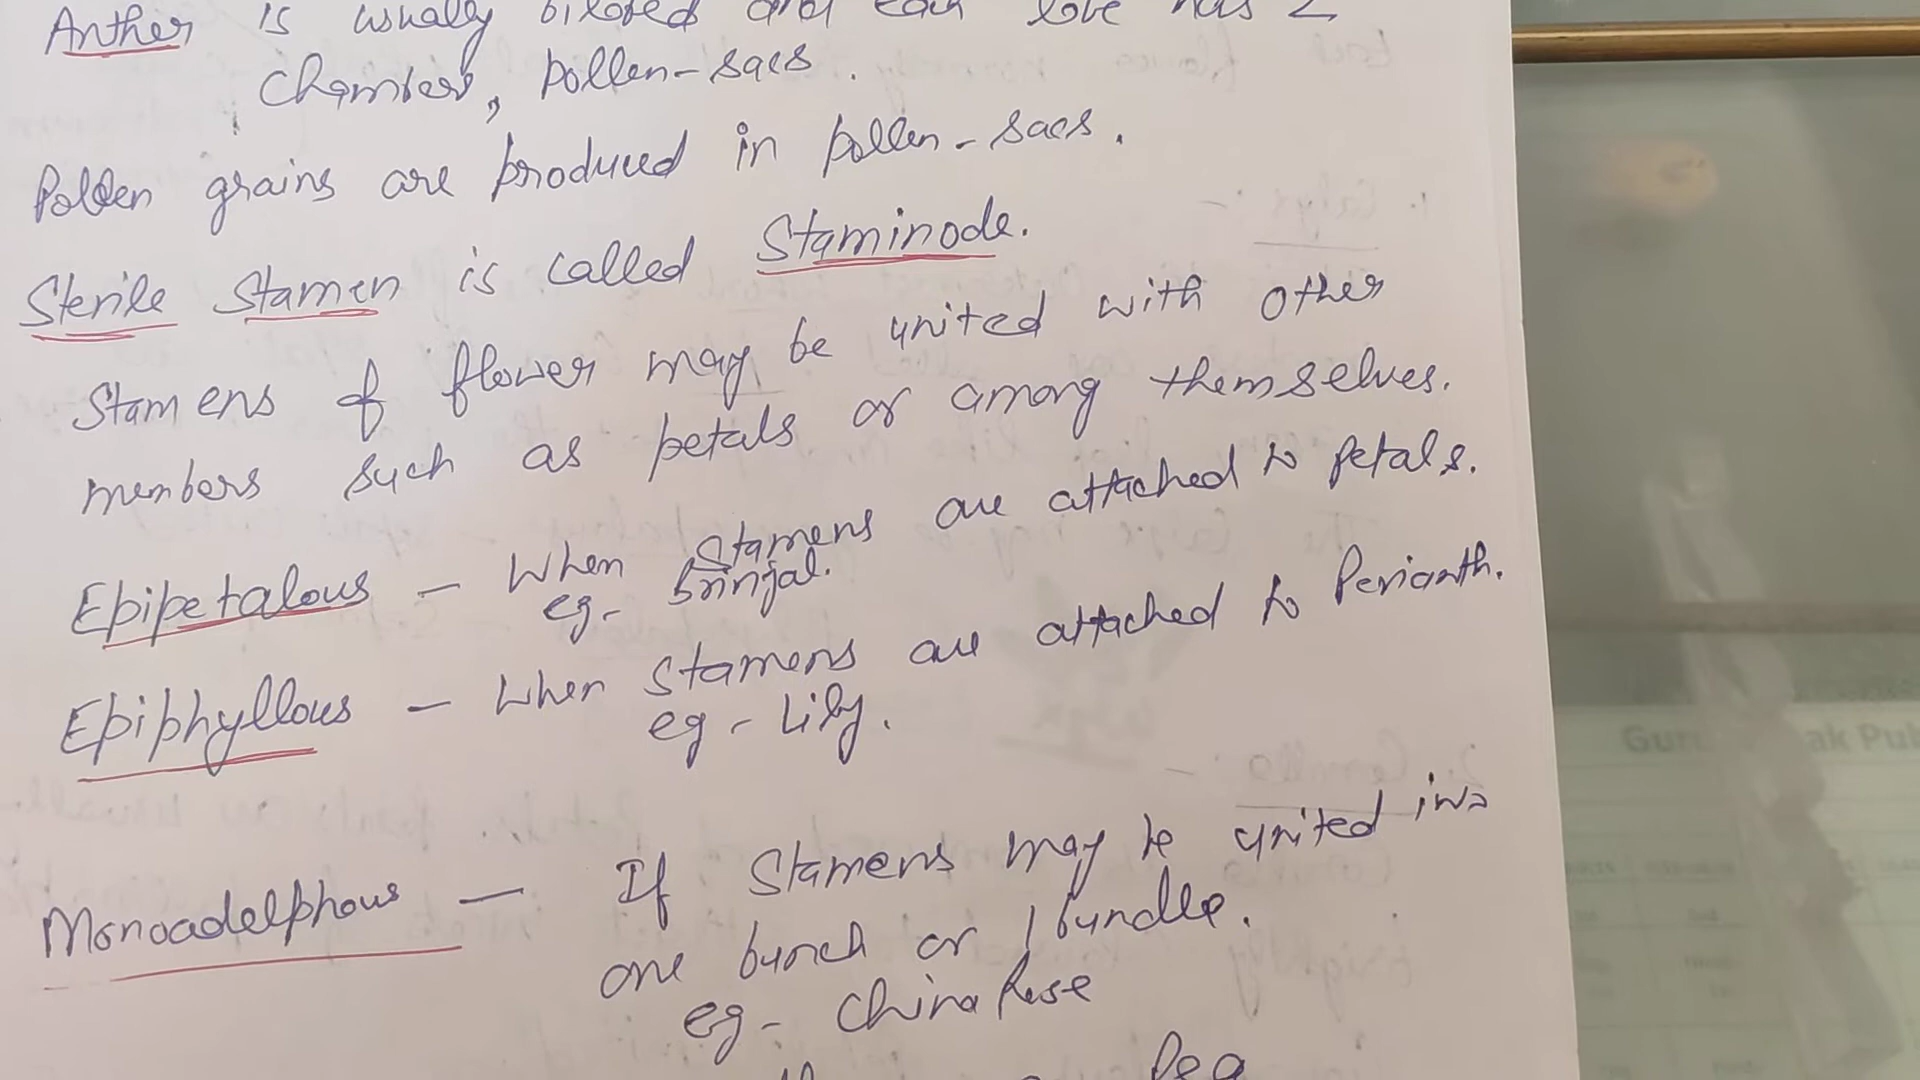 Anther is usually bilobed and each lobe has 2
Chambers, pollen-sacs.
Pollen grains are produced in pollen-sacs.
Sterile Stamen is called Staminode.
Stamens of flower may be united with other
members such as petals or among themselves.
Epipetalous – When Stamens are attached to petals.
eg- brinjal.
Epiphyllous – When Stamens are attached to Perianth.
eg - Lily.
Monoadelphous – If Stamens may be united into
one bunch or 1 bundle.
eg - China Rose
Pea